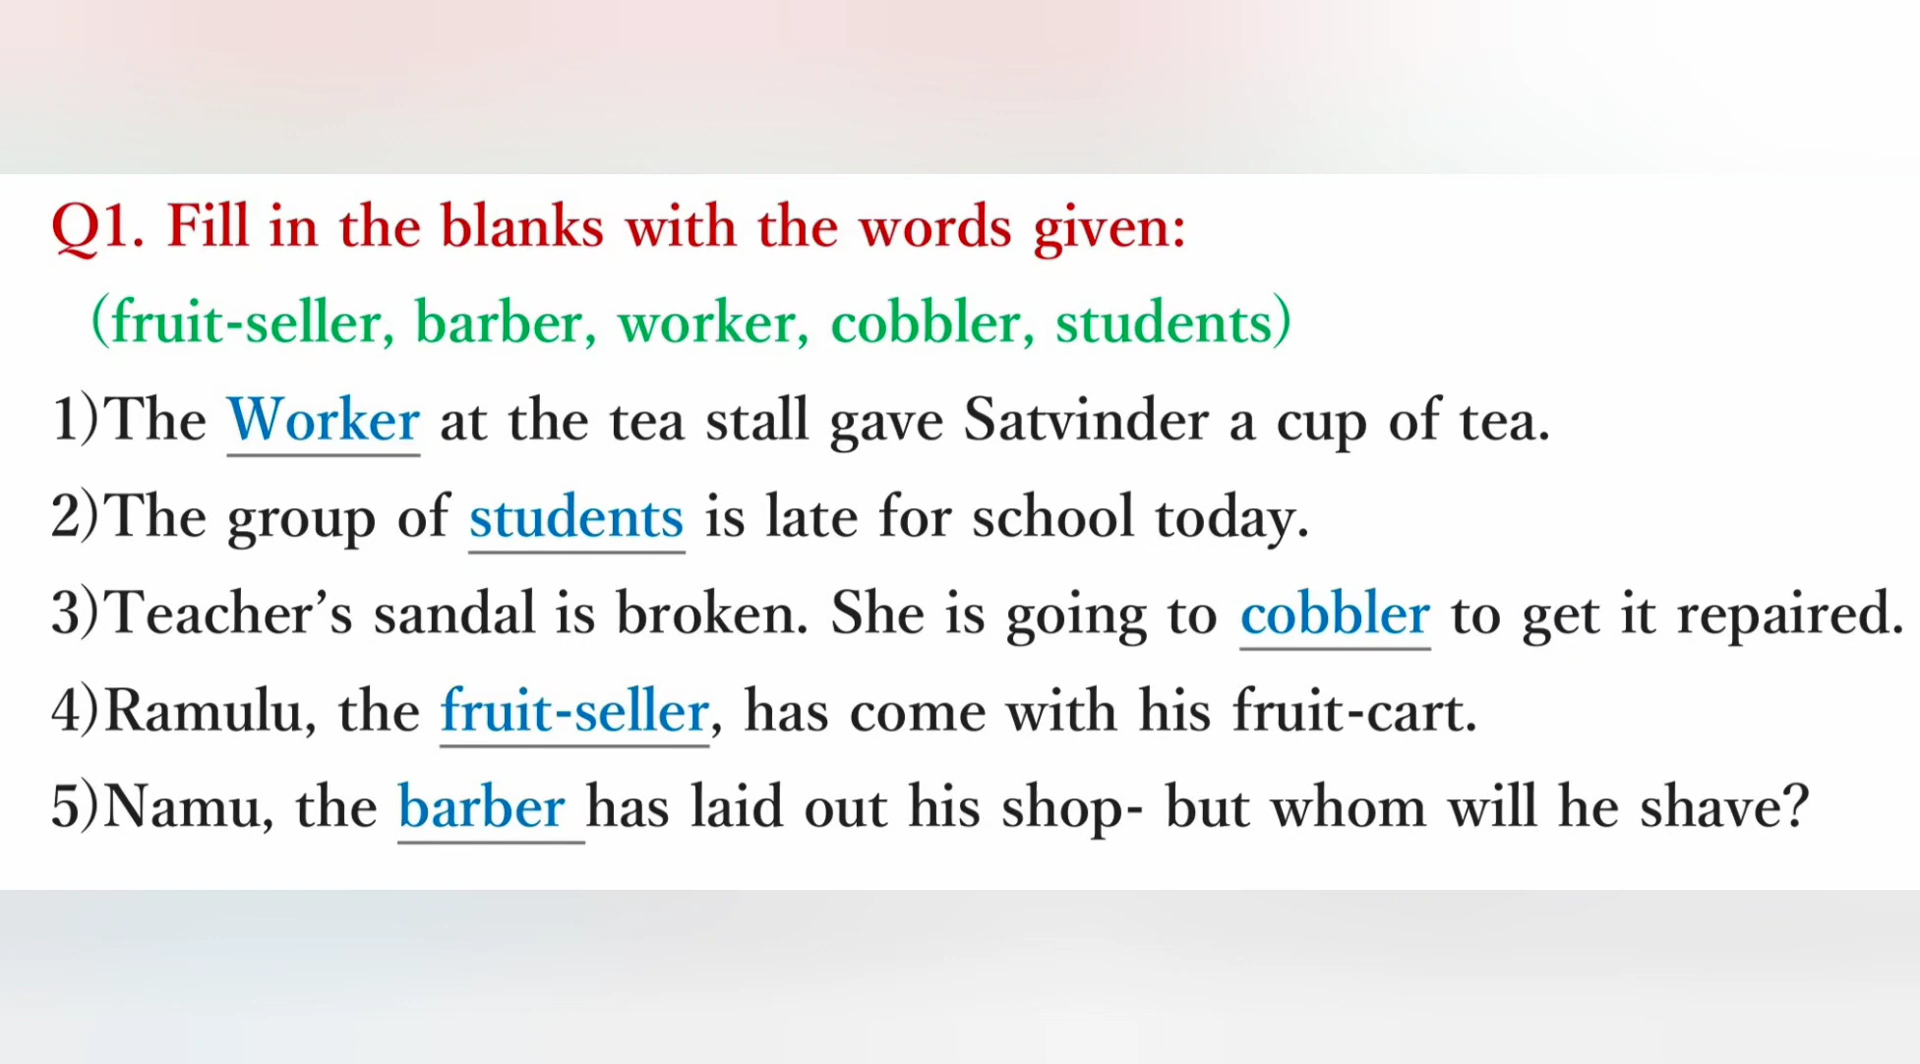 Q1. Fill in the blanks with the words given:
(fruit-seller, barber, worker, cobbler, students)
1)The Worker at the tea stall gave Satvinder a cup of tea.
2)The group of students is late for school today.
3)Teacher’s sandal is broken. She is going to cobbler to get it repaired.
4)Ramulu, the fruit-seller, has come with his fruit-cart.
5)Namu, the barber has laid out his shop- but whom will he shave?